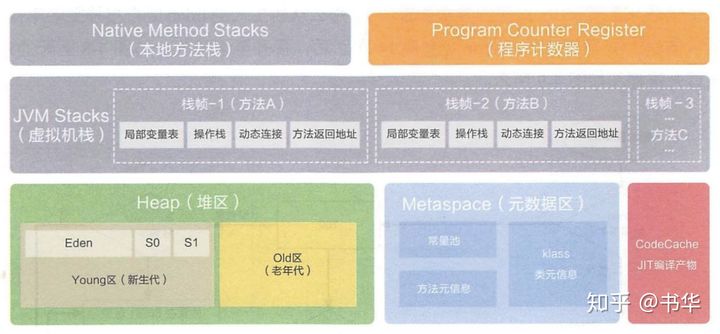 Native Method Stacks
(本地方法栈)
Program Counter Register
(程序计数器)
JVM Stacks
(虚拟机栈)
栈帧-1(方法A)
局部变量表
操作栈
动态连接
方法返回地址
栈帧-2(方法B)
局部变量表
操作栈
动态连接
方法返回地址
栈帧-3
...
方法C
...
Heap(堆区)
Eden
S0
S1
Young区(新生代)
Old区
(老年代)
Metaspace(元数据区)
常量池
方法元信息
klass
类元信息
CodeCache
JIT编译产物
知乎 @书华